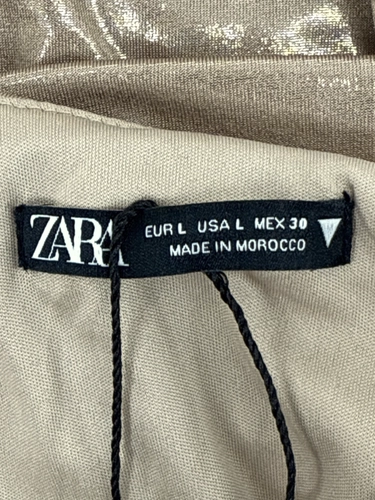 ZARA
EUR L USA L MEX 30
MADE IN MOROCCO